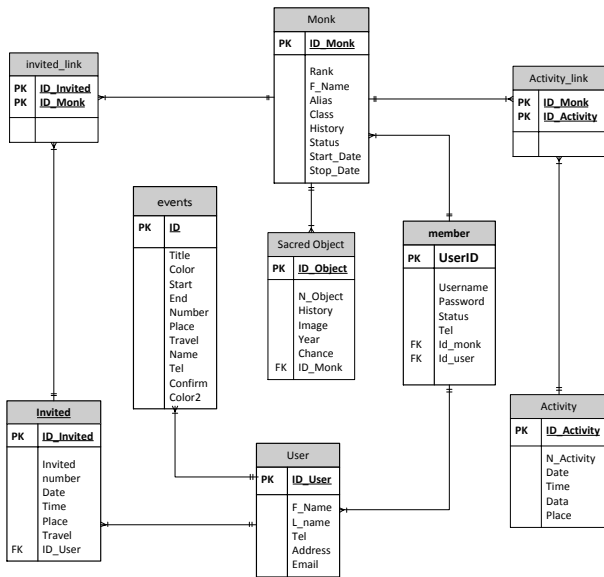 Monk
PK ID_Monk
Rank
F_Name
Alias
Class
History
Status
Start_Date
Stop_Date
invited_link
PK ID_Invited
PK ID_Monk
Activity_link
PK ID_Monk
PK ID_Activity
events
PK ID
Title
Color
Start
End
Number
Place
Travel
Name
Tel
Confirm
Color2
Sacred Object
PK ID_Object
N_Object
History
Image
Year
Chance
FK ID_Monk
member
PK UserID
Username
Password
Status
Tel
FK Id_monk
FK Id_user
Invited
PK ID_Invited
Invited
number
Date
Time
Place
Travel
FK ID_User
User
PK ID_User
F_Name
L_name
Tel
Address
Email
Activity
PK ID_Activity
N_Activity
Date
Time
Data
Place